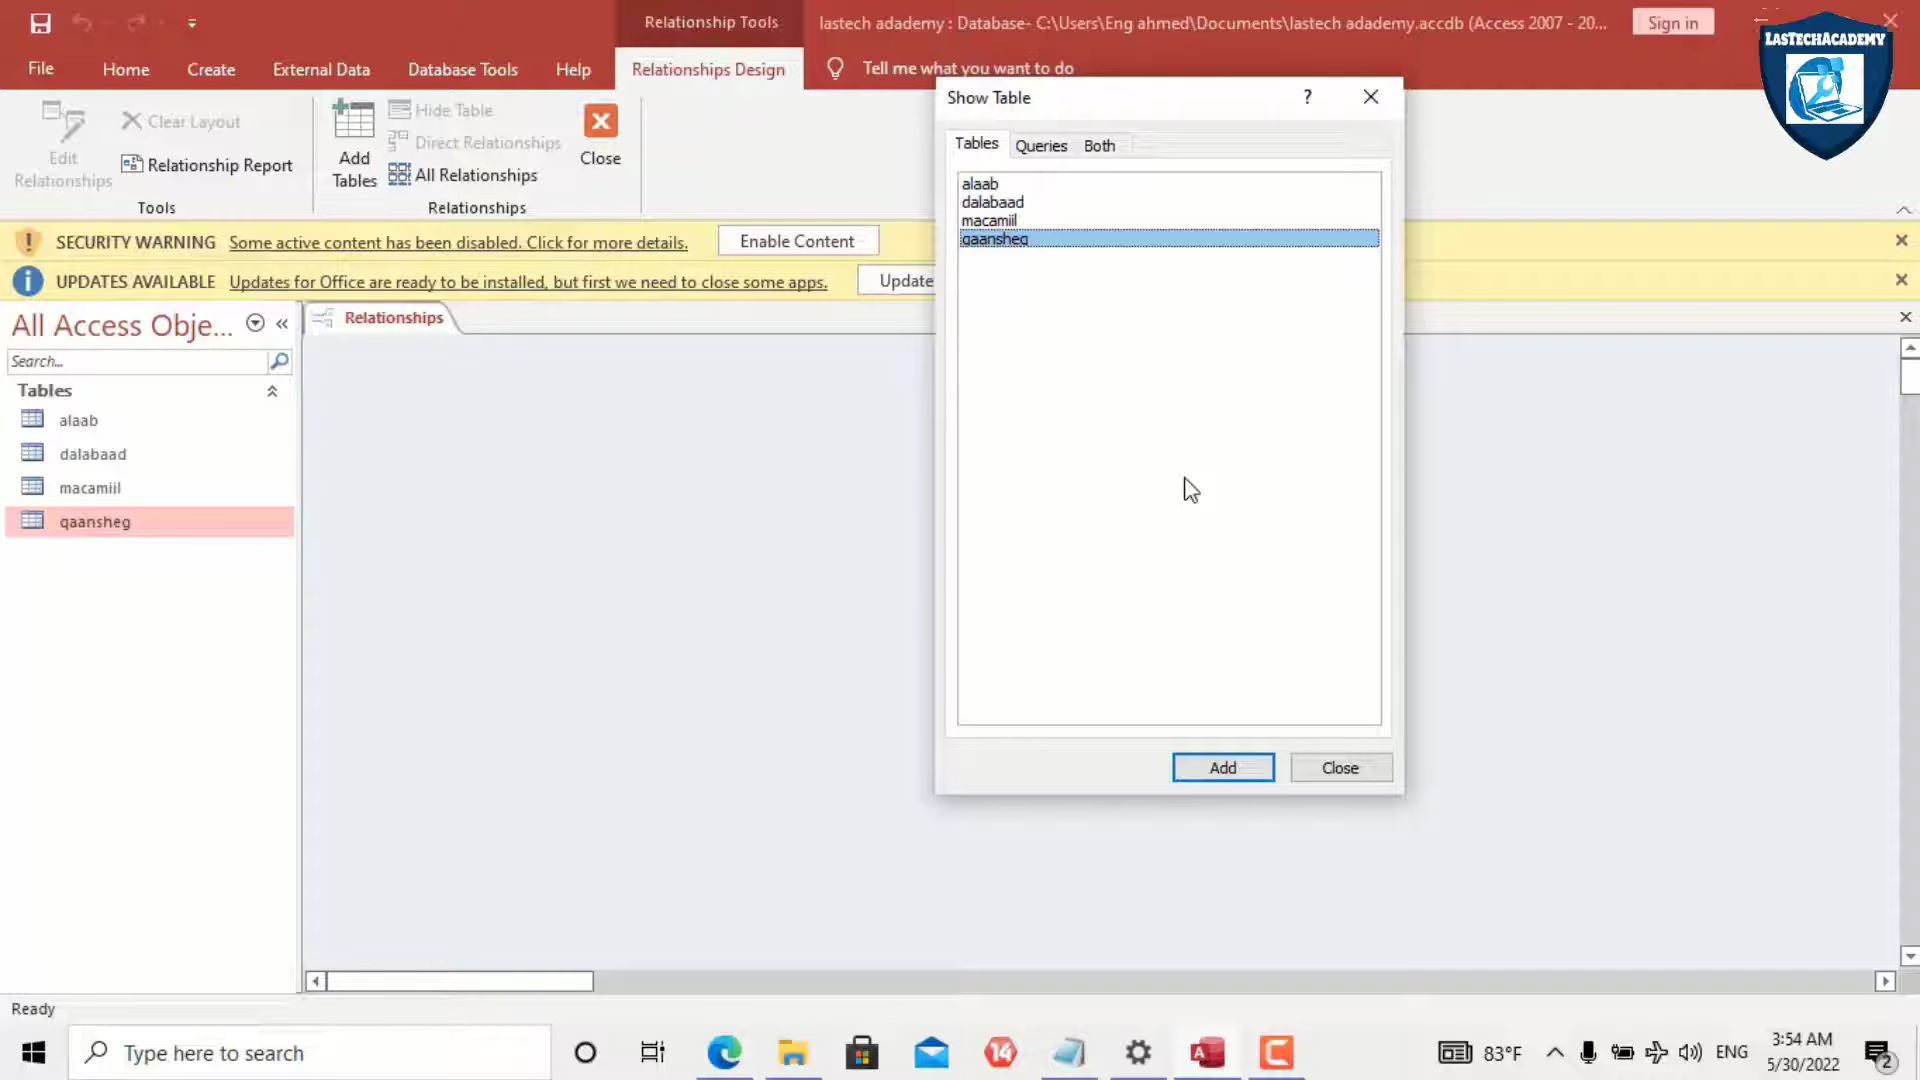 Relationship Tools
lastech adademy : Database- C:\Users\Eng ahmed\Documents\lastech adademy.accdb (Access 2007 - 20...
Sign in
LASTECHACADEMY
File
Home
Create
External Data
Database Tools
Help
Relationships Design
Tell me what you want to do
Edit
Relationships
Clear Layout
Relationship Report
Tools
Add
Tables
Hide Table
Direct Relationships
All Relationships
Relationships
Close
SECURITY WARNING Some active content has been disabled. Click for more details.
Enable Content
UPDATES AVAILABLE Updates for Office are ready to be installed, but first we need to close some apps.
Update
All Access Obje...
Search...
Tables
alaab
dalabaad
macamiil
qaansheg
Relationships
Show Table
?
Tables
Queries
Both
alaab
dalabaad
macamiil
qaansheg
Add
Close
Ready
Type here to search
14
83°F
ENG
3:54 AM
5/30/2022
2